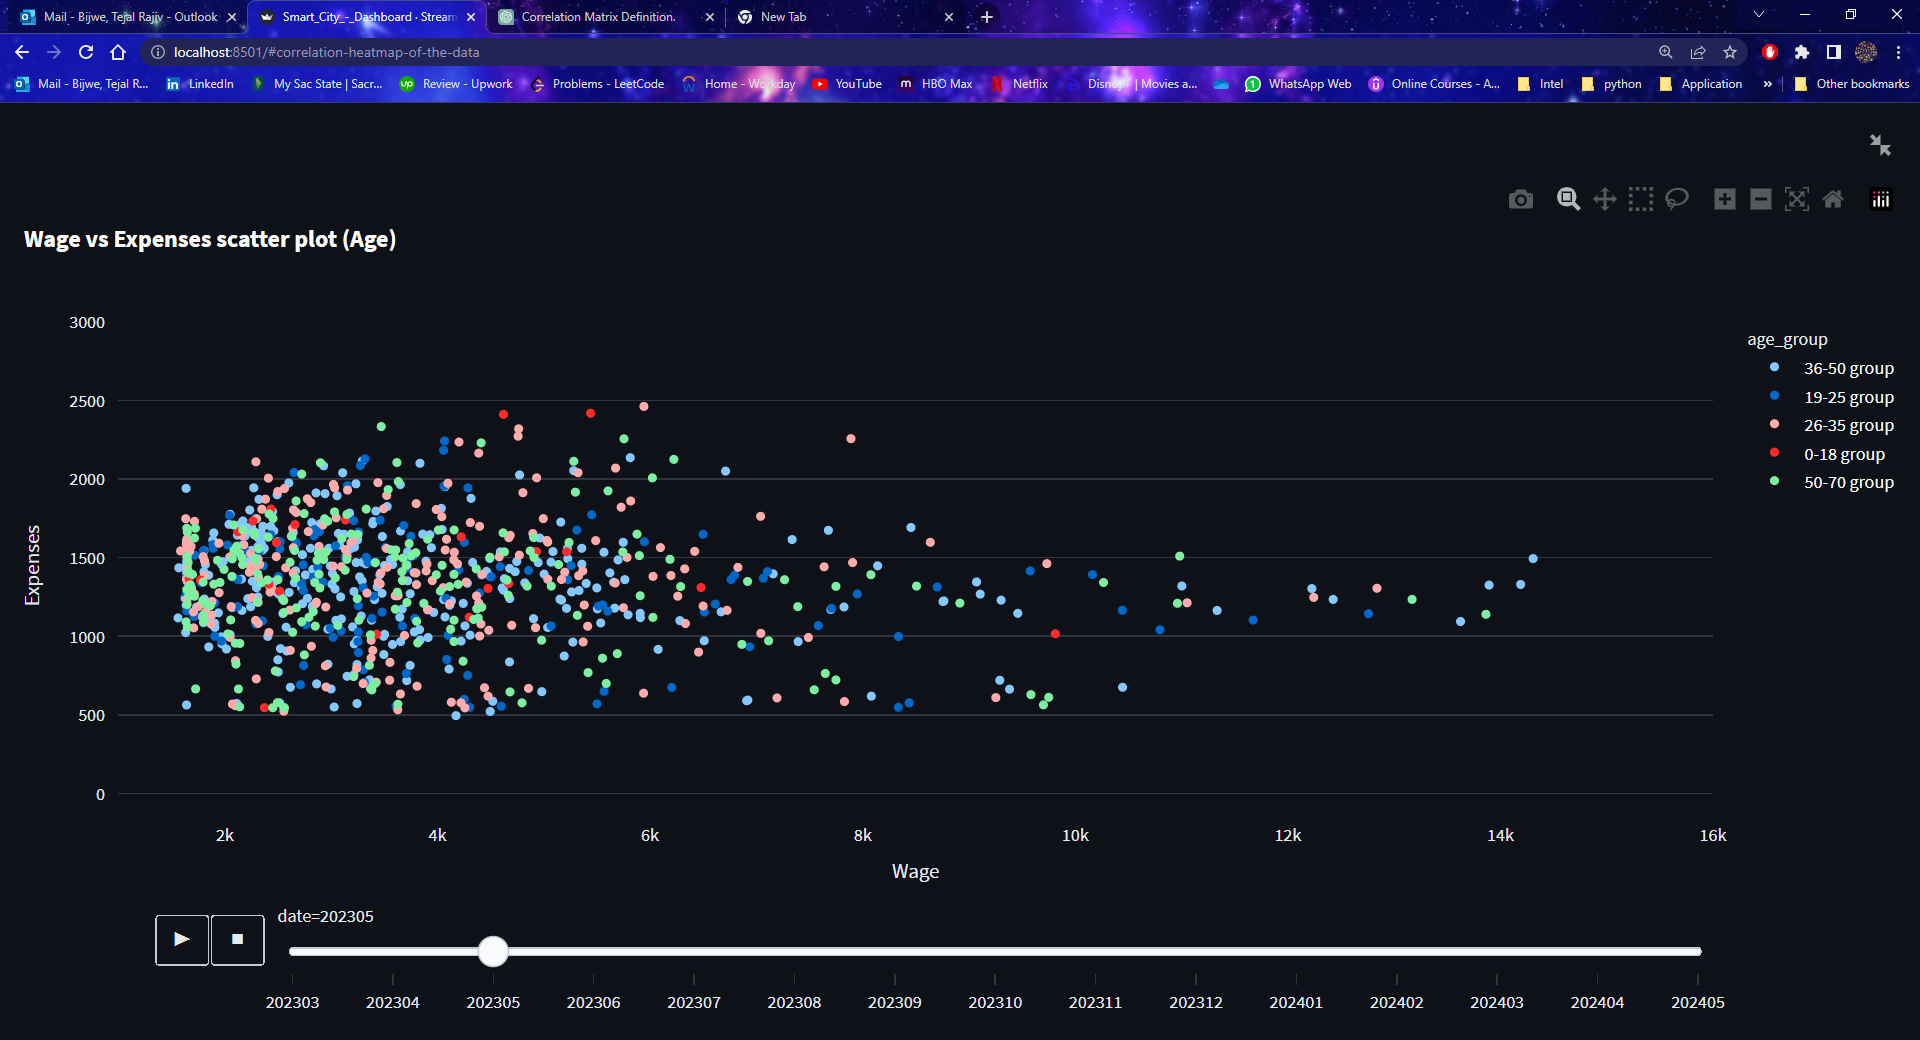 Mail - Bijwe, Tejal Rajiv - Outlook
Smart_City_-_Dashboard · Stream
Correlation Matrix Definition.
New Tab
localhost:8501/#correlation-heatmap-of-the-data
Mail - Bijwe, Tejal R...
LinkedIn
My Sac State | Sacr...
up Review - Upwork
Problems - LeetCode
Home - Workday
YouTube
m HBO Max
Netflix
Disney+ | Movies a...
1 WhatsApp Web
Online Courses - A...
Intel
python
Application
»
Other bookmarks
Wage vs Expenses scatter plot (Age)
3000
2500
2000
1500
1000
500
0
Expenses
2k 4k 6k 8k 10k 12k 14k 16k
Wage
age_group
36-50 group
19-25 group
26-35 group
0-18 group
50-70 group
date=202305
202303 202304 202305 202306 202307 202308 202309 202310 202311 202312 202401 202402 202403 202404 202405